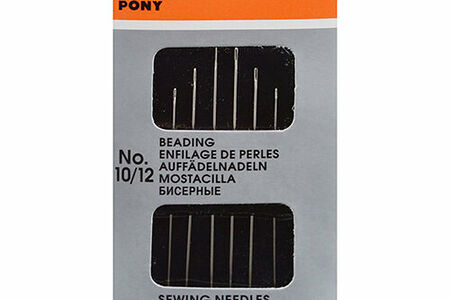 PONY
BEADING
ENFILAGE DE PERLES
AUFFÄDELNADELN
MOSTACILLA
БИСЕРНЫЕ
No.
10/12
SEWING NEEDLES